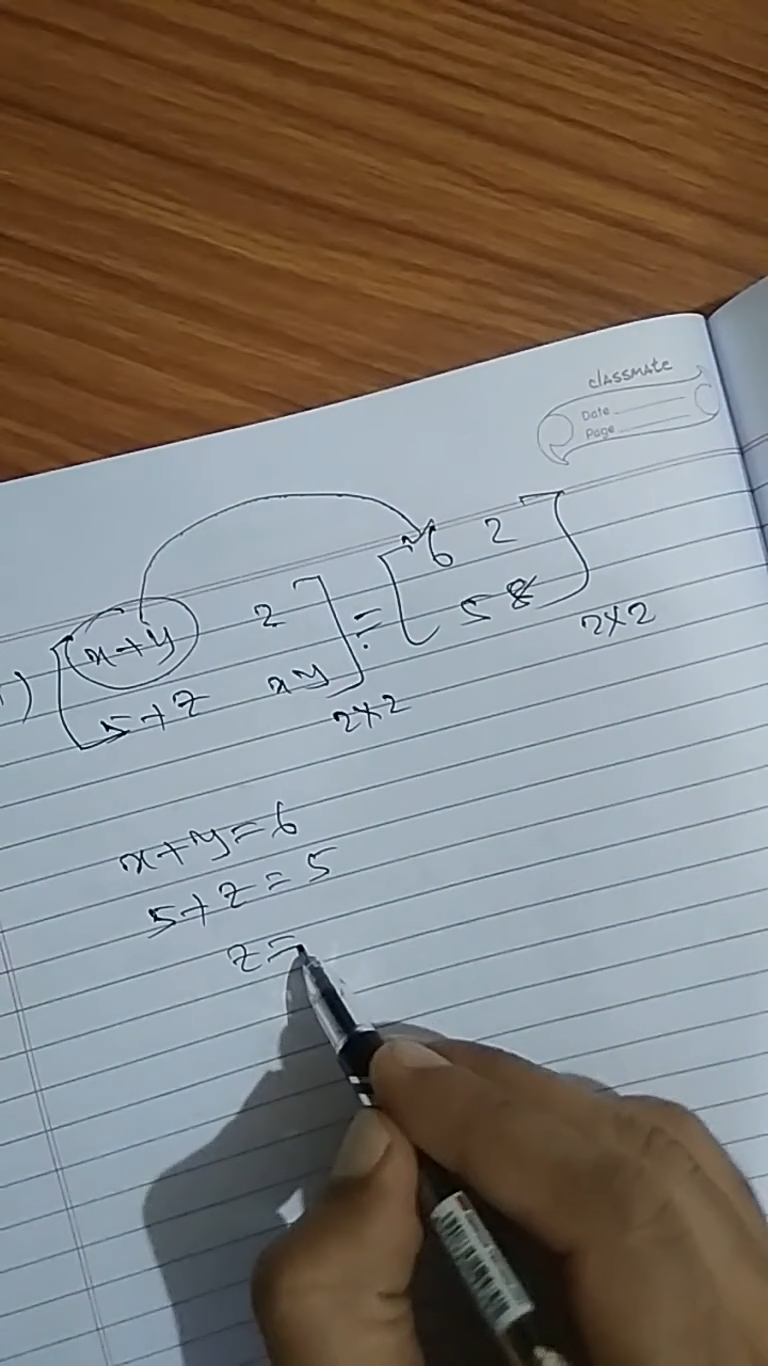 classmate
Date
Page
[x+y 2
5+z xy]2×2 = [6 2
5 8]2×2
x+y=6
5+z=5
z=